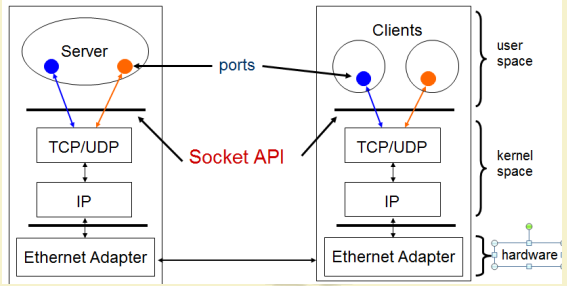 Server
ports
Clients
user
space
Socket API
TCP/UDP
TCP/UDP
kernel
space
IP
IP
Ethernet Adapter
Ethernet Adapter
hardware